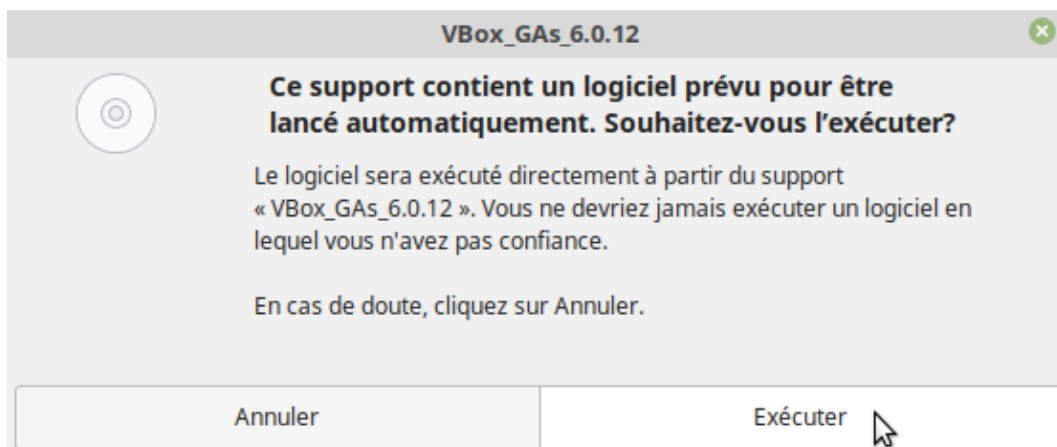 VBox_GAs_6.0.12
Ce support contient un logiciel prévu pour être
lancé automatiquement. Souhaitez-vous l’exécuter?
Le logiciel sera exécuté directement à partir du support
« VBox_GAs_6.0.12 ». Vous ne devriez jamais exécuter un logiciel en
lequel vous n'avez pas confiance.
En cas de doute, cliquez sur Annuler.
Annuler
Exécuter